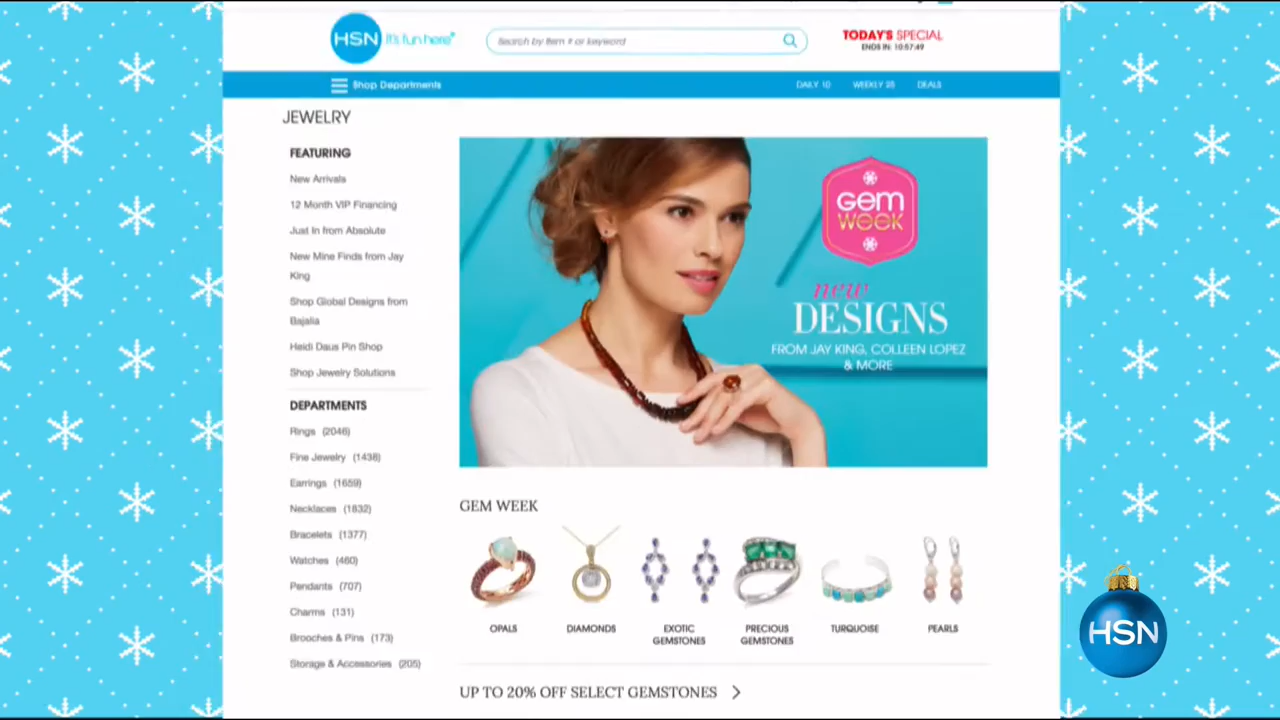 HSN it's fun here®
Search by item # or keyword
TODAY'S SPECIAL
ENDS IN: 10:57:49
Shop Departments
DAILY 10
WEEKLY 25
DEALS
JEWELRY
FEATURING
New Arrivals
12 Month VIP Financing
Just In from Absolute
New Mine Finds from Jay
King
Shop Global Designs from
Bajalia
Heidi Daus Pin Shop
Shop Jewelry Solutions
DEPARTMENTS
Rings (2046)
Fine Jewelry (1438)
Earrings (1659)
Necklaces (1832)
Bracelets (1377)
Watches (460)
Pendants (707)
Charms (131)
Brooches & Pins (173)
Storage & Accessories (205)
Gem
WEEK
new
DESIGNS
FROM JAY KING, COLLEEN LOPEZ
& MORE
GEM WEEK
OPALS
DIAMONDS
EXOTIC
GEMSTONES
PRECIOUS
GEMSTONES
TURQUOISE
PEARLS
UP TO 20% OFF SELECT GEMSTONES
HSN